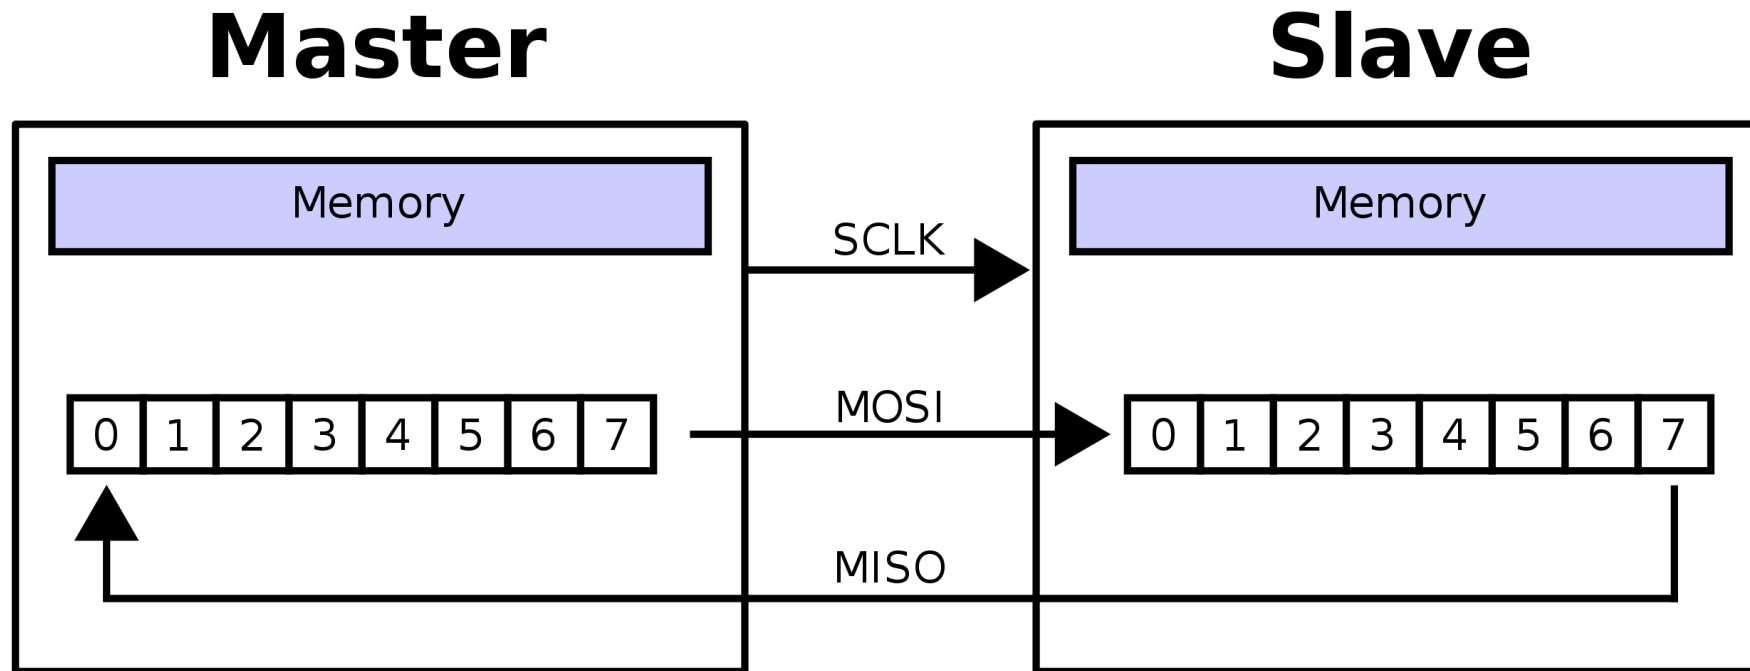 Master Slave
Memory Memory
SCLK
MOSI
0 1 2 3 4 5 6 7 0 1 2 3 4 5 6 7
MISO